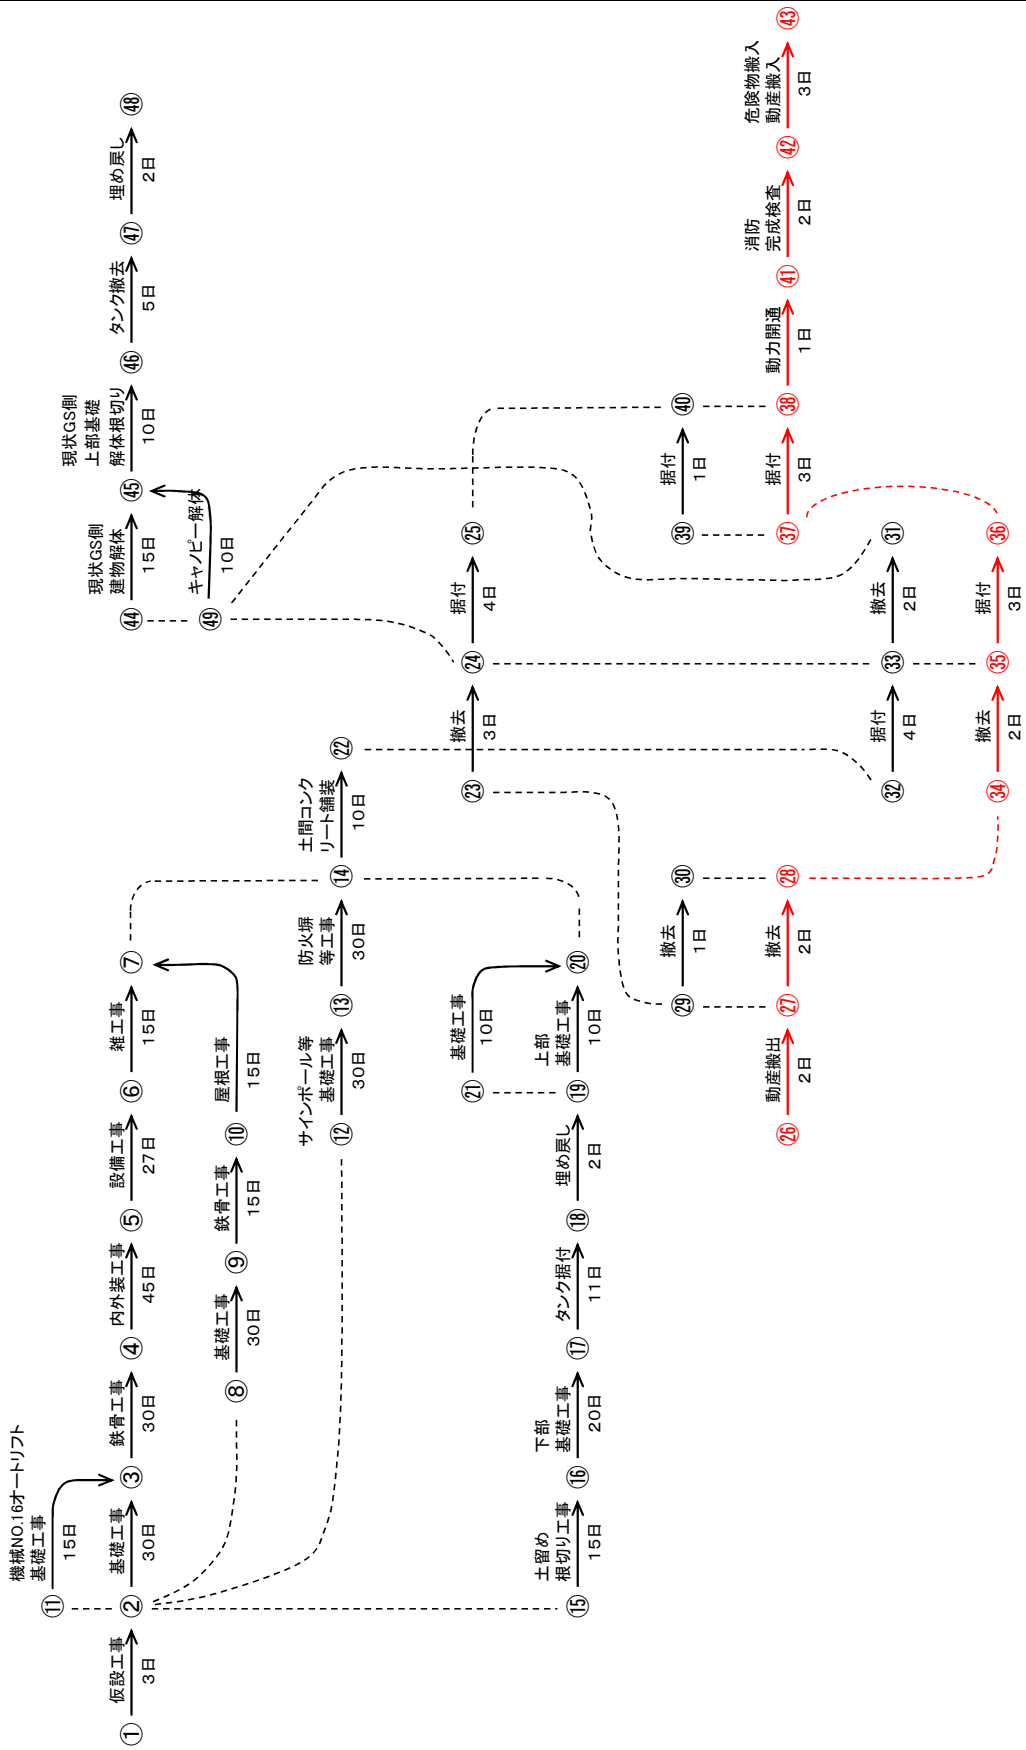 ①
仮設工事
3日
②
⑪
機械NO.16オートリフト
基礎工事
15日
基礎工事
30日
③
鉄骨工事
30日
④
内外装工事
45日
⑤
設備工事
27日
⑥
雑工事
15日
⑦
⑧
基礎工事
30日
⑨
鉄骨工事
15日
⑩
屋根工事
15日
⑫
サインポール等
基礎工事
30日
⑬
防火塀
等工事
30日
⑭
土間コンク
リート舗装
10日
㉒
⑮
土留め
根切り工事
15日
⑯
下部
基礎工事
20日
⑰
タンク据付
11日
⑱
埋め戻し
2日
⑲
上部
基礎工事
10日
⑳
㉑
基礎工事
10日
㊹
現状GS側
建物解体
15日
㊺
現状GS側
上部基礎
解体根切り
10日
㊻
タンク撤去
5日
㊼
埋め戻し
2日
㊽
㊾
キャノピー解体
10日
㉓
撤去
3日
㉔
据付
4日
㉕
㉙
撤去
1日
㉚
㊴
据付
1日
㊵
㉖
動産搬出
2日
㉗
撤去
2日
㉘
㊲
据付
3日
㊳
動力開通
1日
㊶
消防
完成検査
2日
㊷
危険物搬入
動産搬入
3日
㊸
㉜
据付
4日
㉝
撤去
2日
㉛
㉞
撤去
2日
㉟
据付
3日
㊱